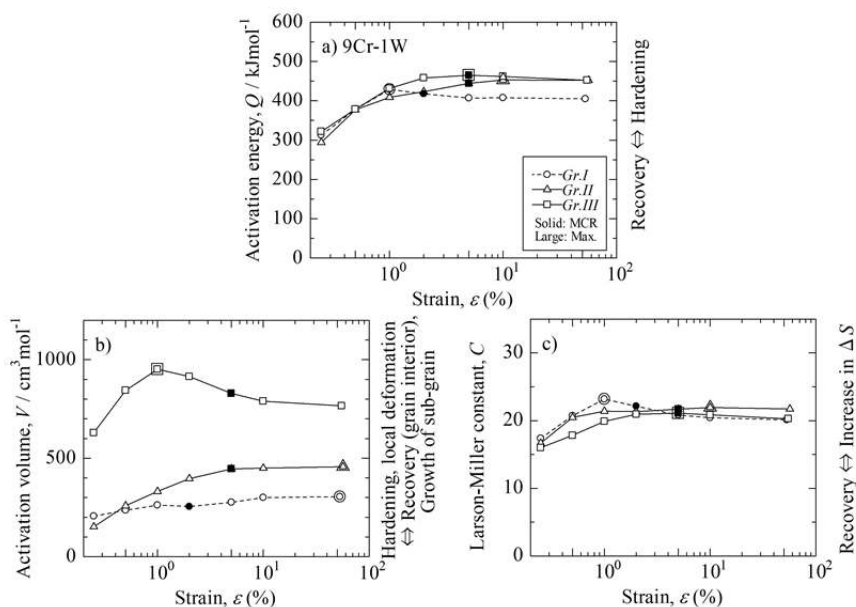 a) 9Cr-1W
Activation energy, Q / kJmol-1
600
500
400
300
200
100
0
Gr.I
Gr.II
Gr.III
Solid: MCR
Large: Max.
Recovery ⇔ Hardening
10⁰
10¹
10²
Strain, ε (%)
b)
Activation volume, V / cm³mol-1
1000
500
0
Hardening, local deformation
⇔ Recovery (grain interior),
Growth of sub-grain
10⁰
10¹
10²
Strain, ε (%)
c)
Larson-Miller constant, C
30
20
10
0
Recovery ⇔ Increase in ΔS
10⁰
10¹
10²
Strain, ε (%)